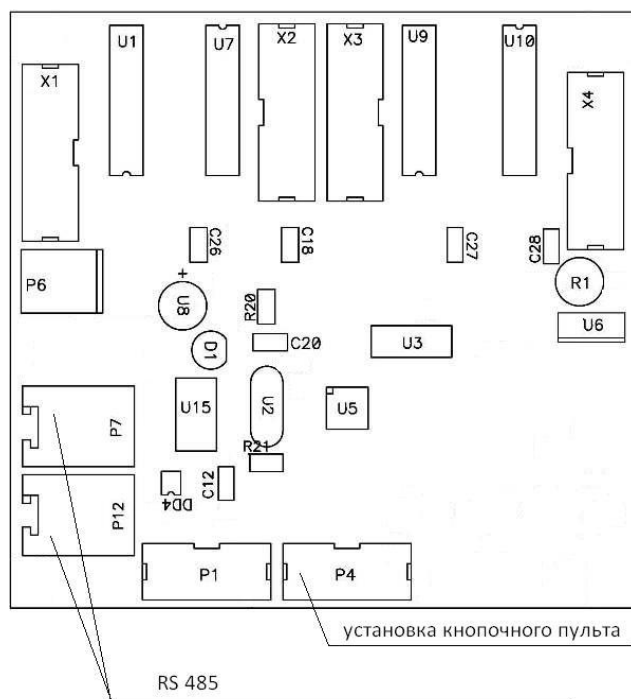 U1
U7
X2
X3
U9
U10
X1
X4
C26
C18
C27
C28
P6
+
U8
R20
R1
D1
C20
U3
U6
U15
U2
U5
P7
R21
C12
DD4
P12
P1
P4
установка кнопочного пульта
RS 485